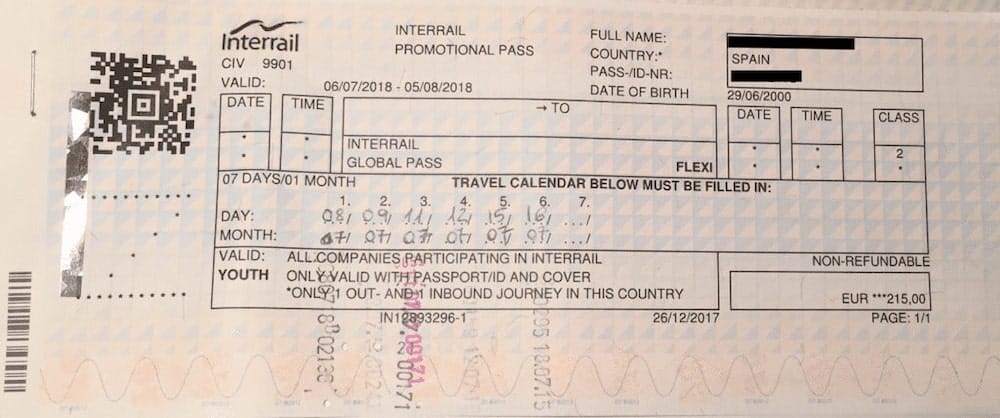 Interrail
CIV 9901
INTERRAIL
PROMOTIONAL PASS
FULL NAME:
COUNTRY:* SPAIN
PASS-/ID-NR:
DATE OF BIRTH 29/06/2000
VALID: 06/07/2018 - 05/08/2018
DATE TIME → TO DATE TIME CLASS
INTERRAIL 2
GLOBAL PASS FLEXI
07 DAYS/01 MONTH TRAVEL CALENDAR BELOW MUST BE FILLED IN:
1. 2. 3. 4. 5. 6. 7.
DAY: 08/ 09/ 11/ 12/ 15/ 16/ .../
MONTH: 07/ 07/ 07/ 07/ 07/ 07/ .../
VALID: ALL COMPANIES PARTICIPATING IN INTERRAIL NON-REFUNDABLE
YOUTH ONLY VALID WITH PASSPORT/ID AND COVER
*ONLY 1 OUT- AND 1 INBOUND JOURNEY IN THIS COUNTRY EUR ***215,00
IN12893296-1 26/12/2017 PAGE: 1/1